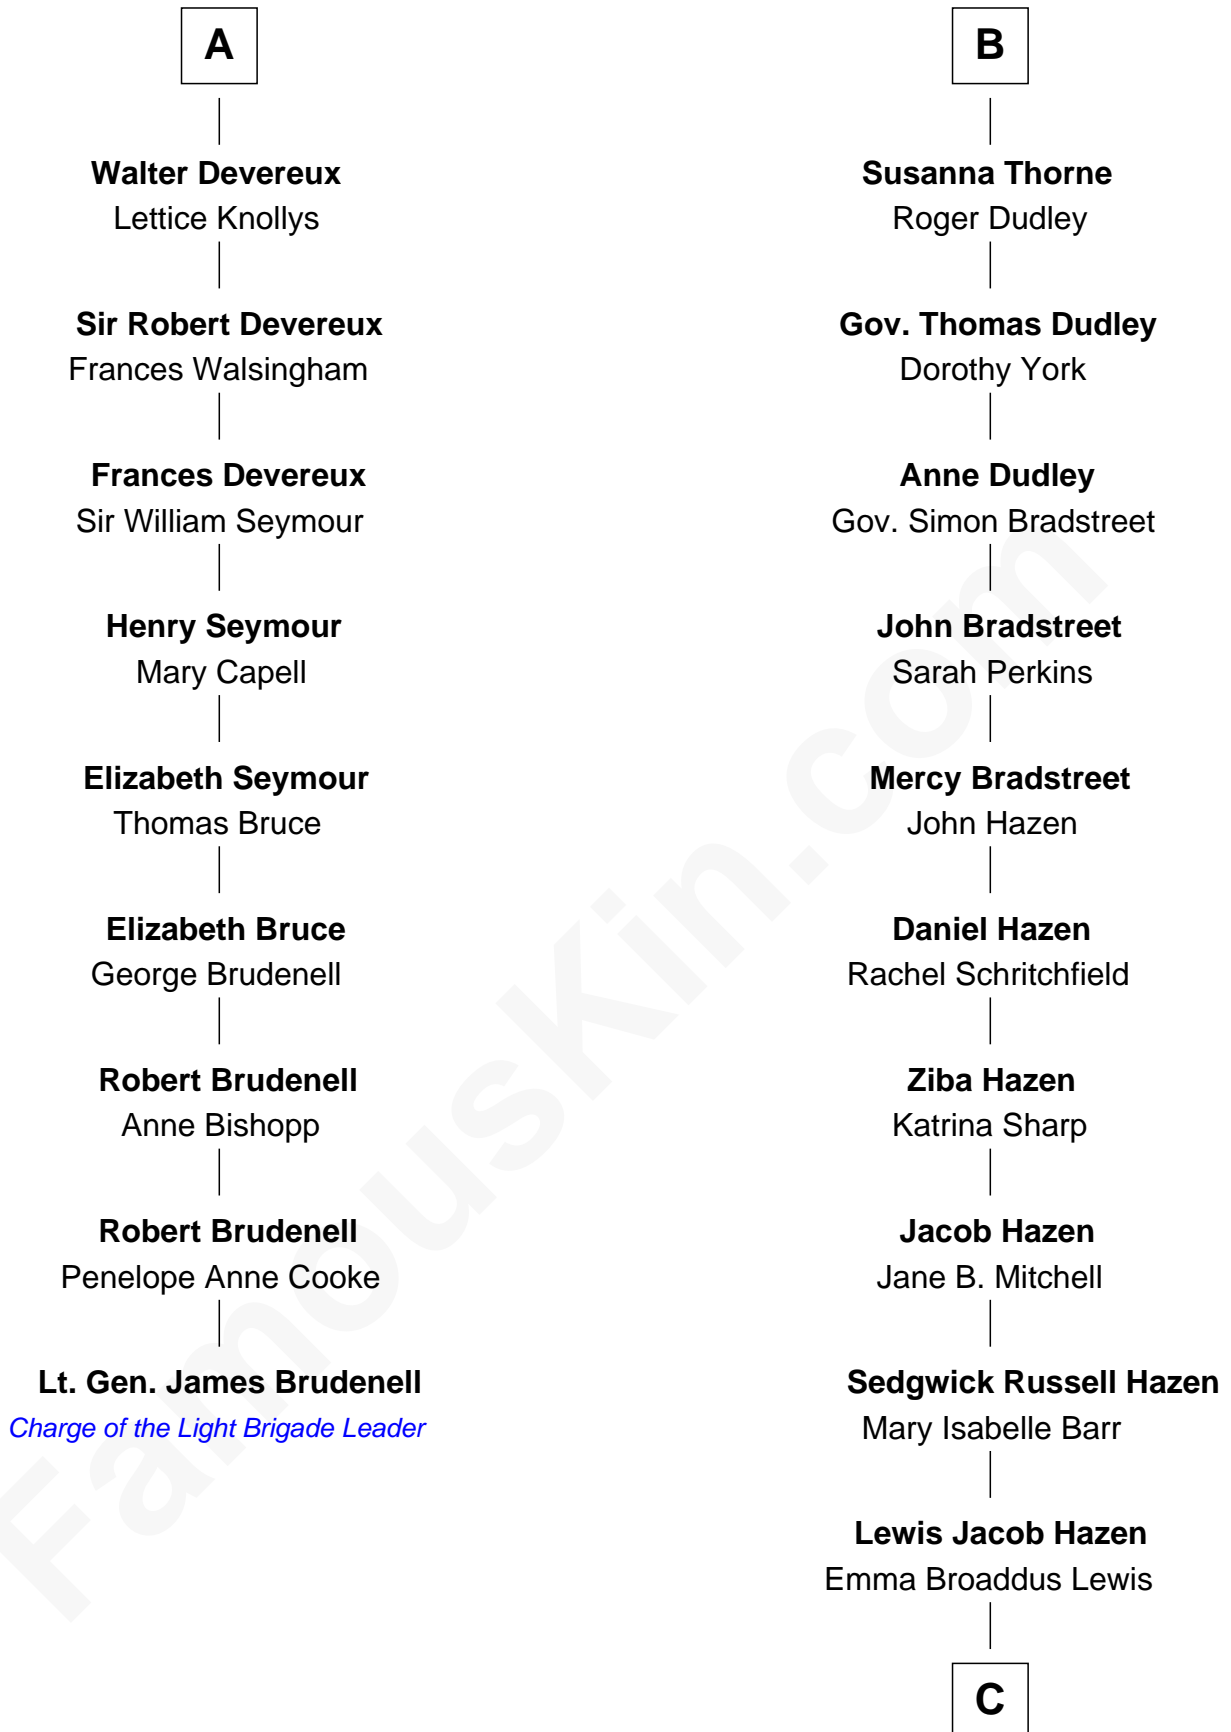 A
Walter Devereux
Lettice Knollys
Sir Robert Devereux
Frances Walsingham
Frances Devereux
Sir William Seymour
Henry Seymour
Mary Capell
Elizabeth Seymour
Thomas Bruce
Elizabeth Bruce
George Brudenell
Robert Brudenell
Anne Bishopp
Robert Brudenell
Penelope Anne Cooke
Lt. Gen. James Brudenell
Charge of the Light Brigade Leader
B
Susanna Thorne
Roger Dudley
Gov. Thomas Dudley
Dorothy York
Anne Dudley
Gov. Simon Bradstreet
John Bradstreet
Sarah Perkins
Mercy Bradstreet
John Hazen
Daniel Hazen
Rachel Schritchfield
Ziba Hazen
Katrina Sharp
Jacob Hazen
Jane B. Mitchell
Sedgwick Russell Hazen
Mary Isabelle Barr
Lewis Jacob Hazen
Emma Broaddus Lewis
C
FamousKin.com